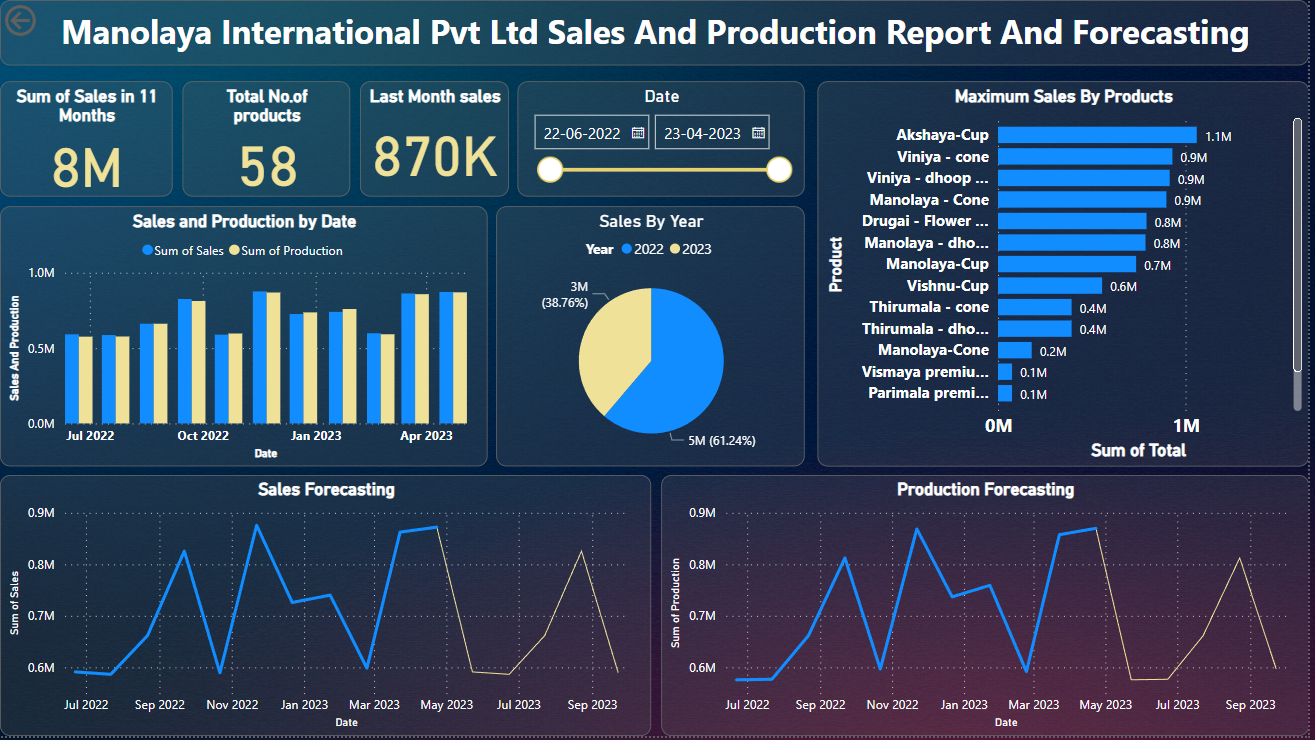 Manolaya International Pvt Ltd Sales And Production Report And Forecasting
Sum of Sales in 11
Months
8M
Total No.of
products
58
Last Month sales
870K
Date
22-06-2022
23-04-2023
Maximum Sales By Products
Product
Akshaya-Cup 1.1M
Viniya - cone 0.9M
Viniya - dhoop ... 0.9M
Manolaya - Cone 0.9M
Drugai - Flower ... 0.8M
Manolaya - dho... 0.8M
Manolaya-Cup 0.7M
Vishnu-Cup 0.6M
Thirumala - cone 0.4M
Thirumala - dho... 0.4M
Manolaya-Cone 0.2M
Vismaya premiu... 0.1M
Parimala premi... 0.1M
0M 1M
Sum of Total
Sales and Production by Date
Sum of Sales Sum of Production
Sales And Production
1.0M
0.5M
0.0M
Jul 2022 Oct 2022 Jan 2023 Apr 2023
Date
Sales By Year
Year 2022 2023
3M
(38.76%)
5M (61.24%)
Sales Forecasting
Sum of Sales
0.9M
0.8M
0.7M
0.6M
Jul 2022 Sep 2022 Nov 2022 Jan 2023 Mar 2023 May 2023 Jul 2023 Sep 2023
Date
Production Forecasting
Sum of Production
0.9M
0.8M
0.7M
0.6M
Jul 2022 Sep 2022 Nov 2022 Jan 2023 Mar 2023 May 2023 Jul 2023 Sep 2023
Date